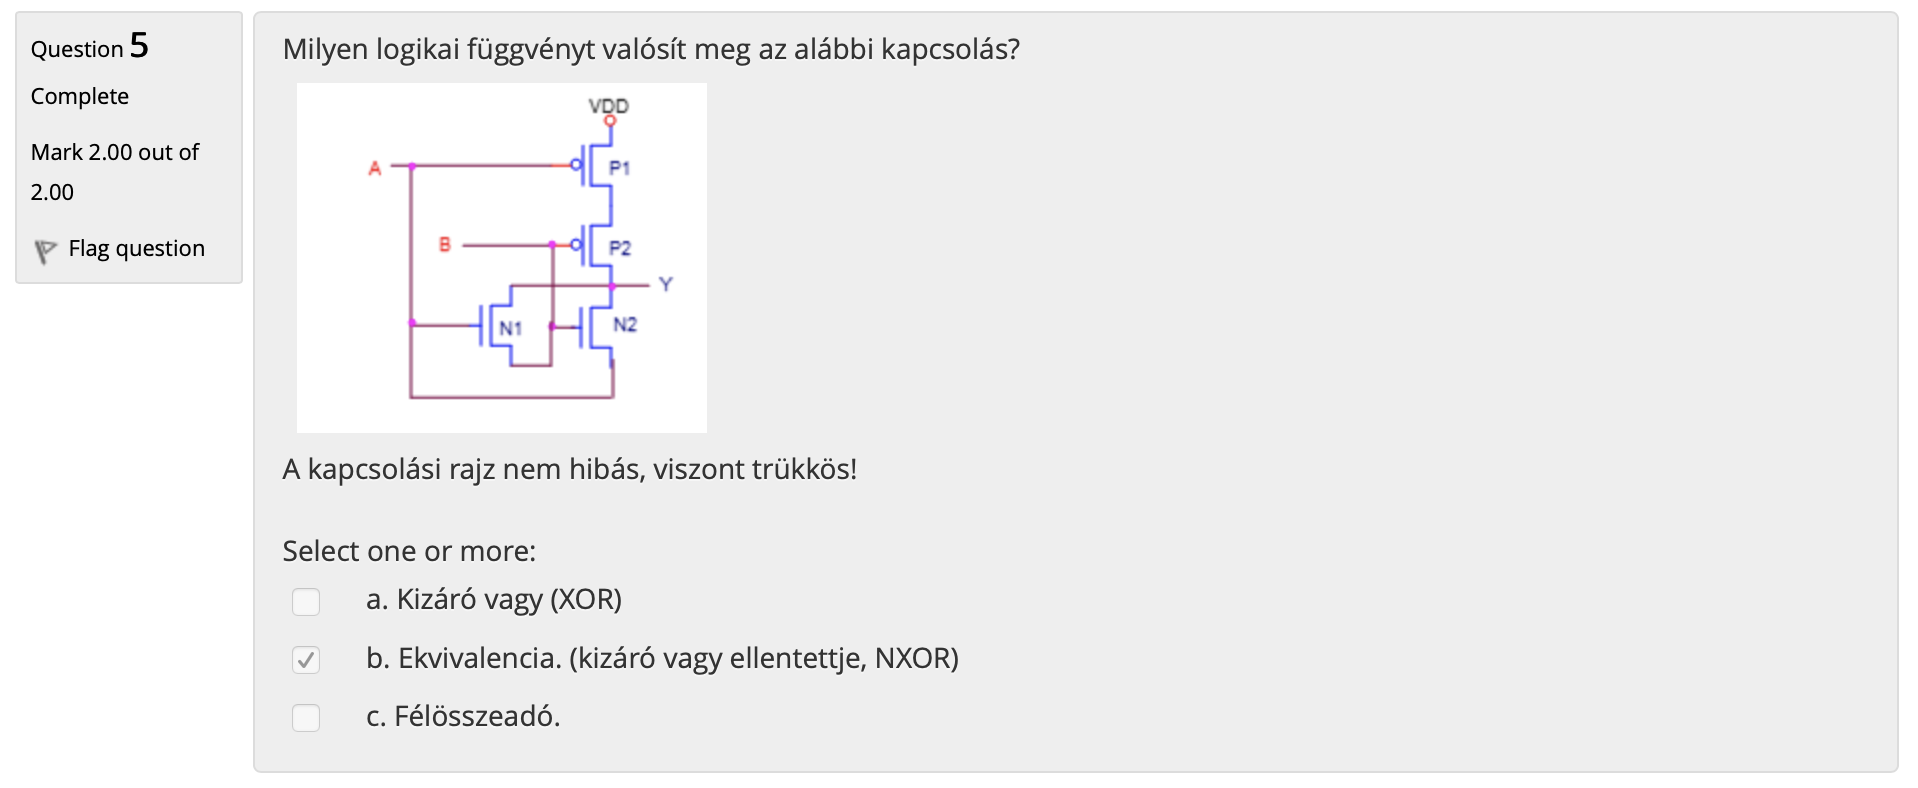 Question 5
Complete
Mark 2.00 out of
2.00
Flag question
Milyen logikai függvényt valósít meg az alábbi kapcsolás?
VDD
A
P1
B
P2
Y
N1
N2
A kapcsolási rajz nem hibás, viszont trükkös!
Select one or more:
a. Kizáró vagy (XOR)
b. Ekvivalencia. (kizáró vagy ellentettje, NXOR)
c. Félösszeadó.